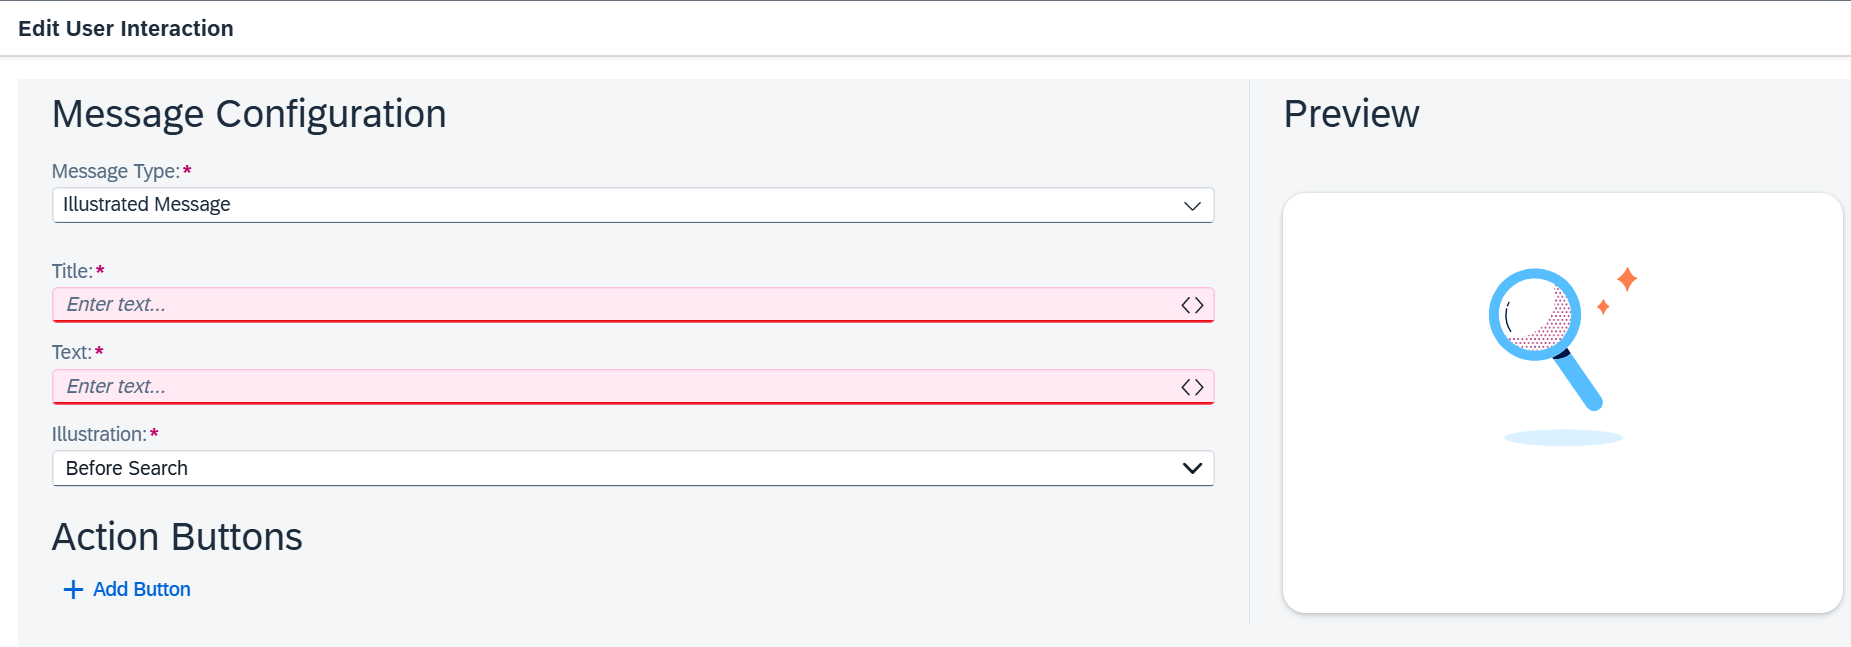 Edit User Interaction
Message Configuration
Message Type:*
Illustrated Message
Title:*
Enter text...
Text:*
Enter text...
Illustration:*
Before Search
Action Buttons
+ Add Button
Preview